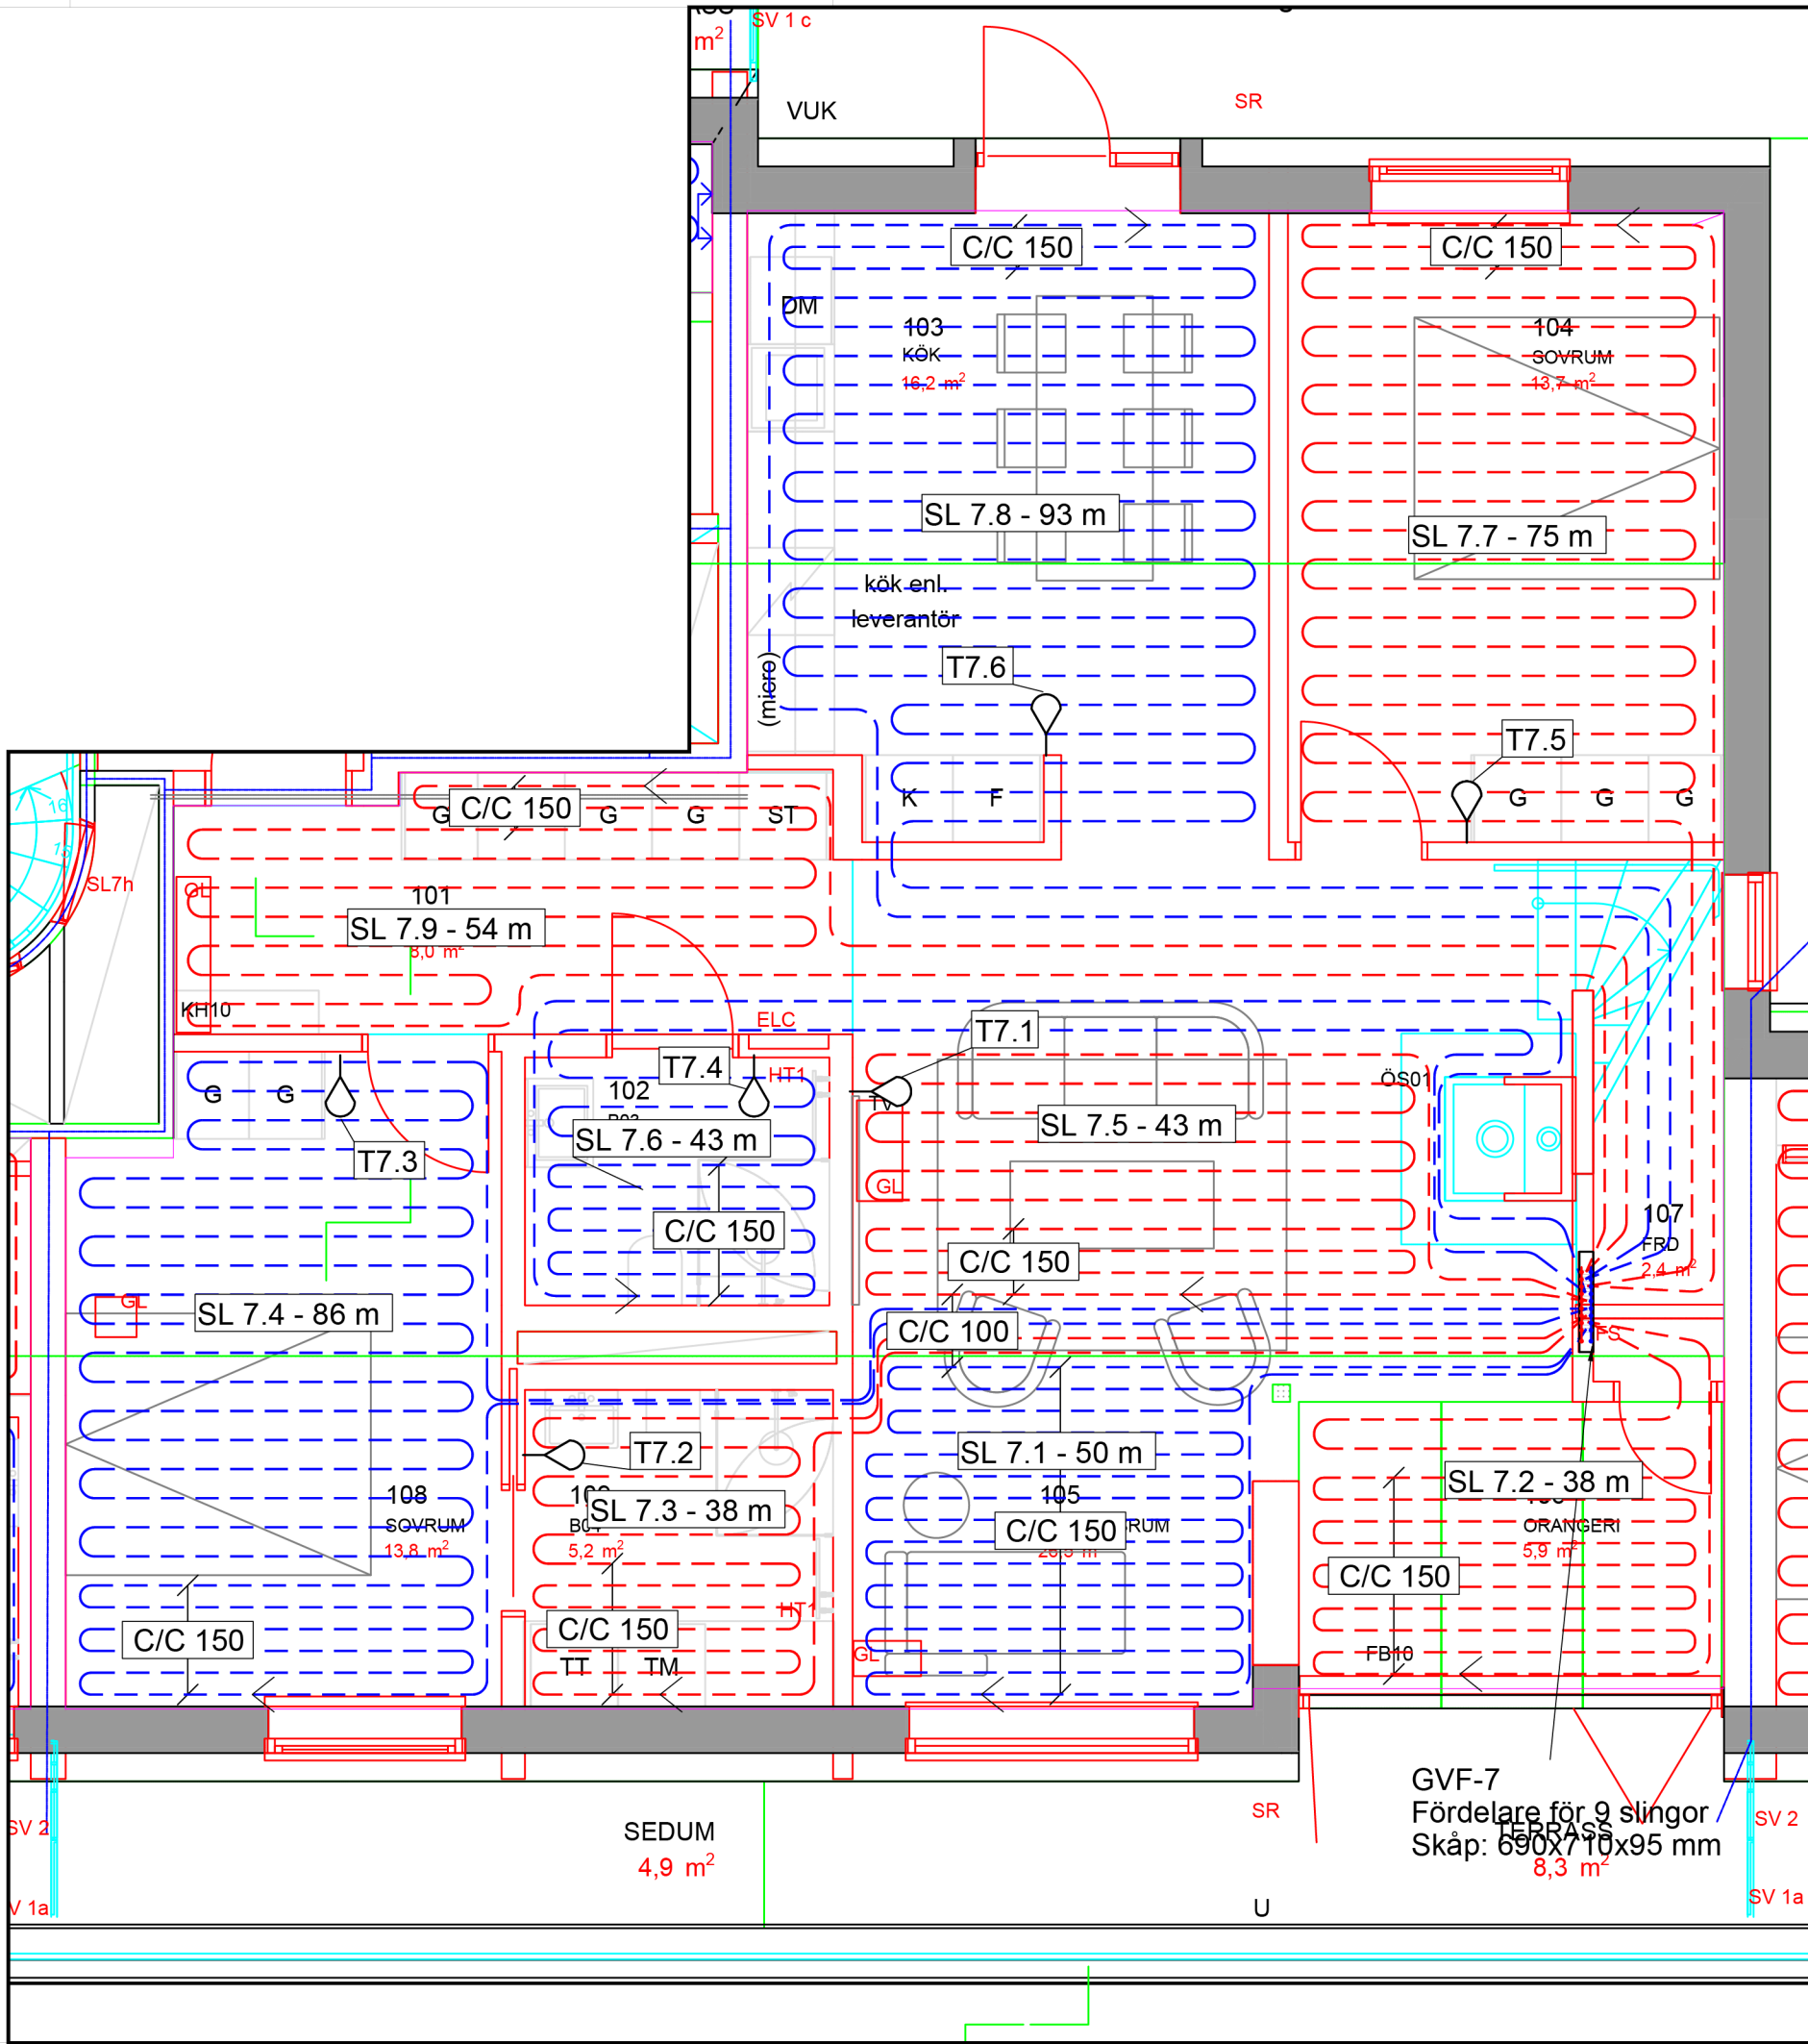 SV 1 c
m²
VUK
SR
C/C 150
C/C 150
DM
103
KÖK
16,2 m²
104
SOVRUM
13,7 m²
SL 7.8 - 93 m
SL 7.7 - 75 m
kök enl.
leverantör
(micro)
T7.6
T7.5
K
F
G
G
G
16
15
G
C/C 150
G
G
ST
SL7h
GL
101
SL 7.9 - 54 m
8,0 m²
KH10
ELC
T7.1
T7.4
HT1
G
G
102
TV
ÖS01
SL 7.6 - 43 m
SL 7.5 - 43 m
T7.3
GL
C/C 150
107
FRD
2,4 m²
C/C 150
GL
SL 7.4 - 86 m
C/C 100
FS
T7.2
SL 7.1 - 50 m
SL 7.2 - 38 m
108
SOVRUM
13,8 m²
SL 7.3 - 38 m
5,2 m²
105
C/C 150
RUM
ORANGERI
5,9 m²
C/C 150
HT1
C/C 150
C/C 150
TT
TM
GL
FB10
GVF-7
Fördelare för 9 slingor
Skåp: 690x710x95 mm
TERRASS
8,3 m²
SR
SV 2
SV 2
SEDUM
4,9 m²
V 1a
U
SV 1a